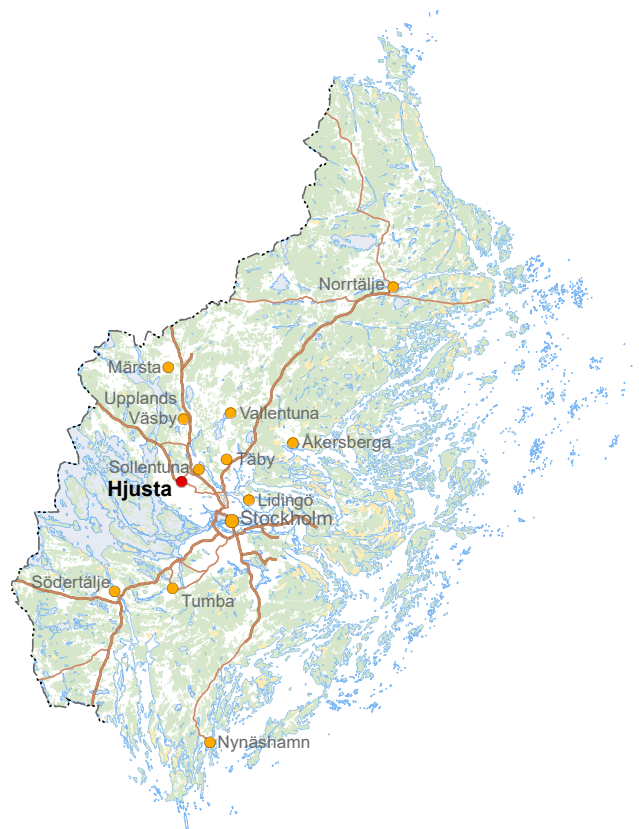 Norrtälje
Märsta
Upplands
Väsby
Vallentuna
Åkersberga
Täby
Sollentuna
Hjusta
Lidingö
Stockholm
Södertälje
Tumba
Nynäshamn